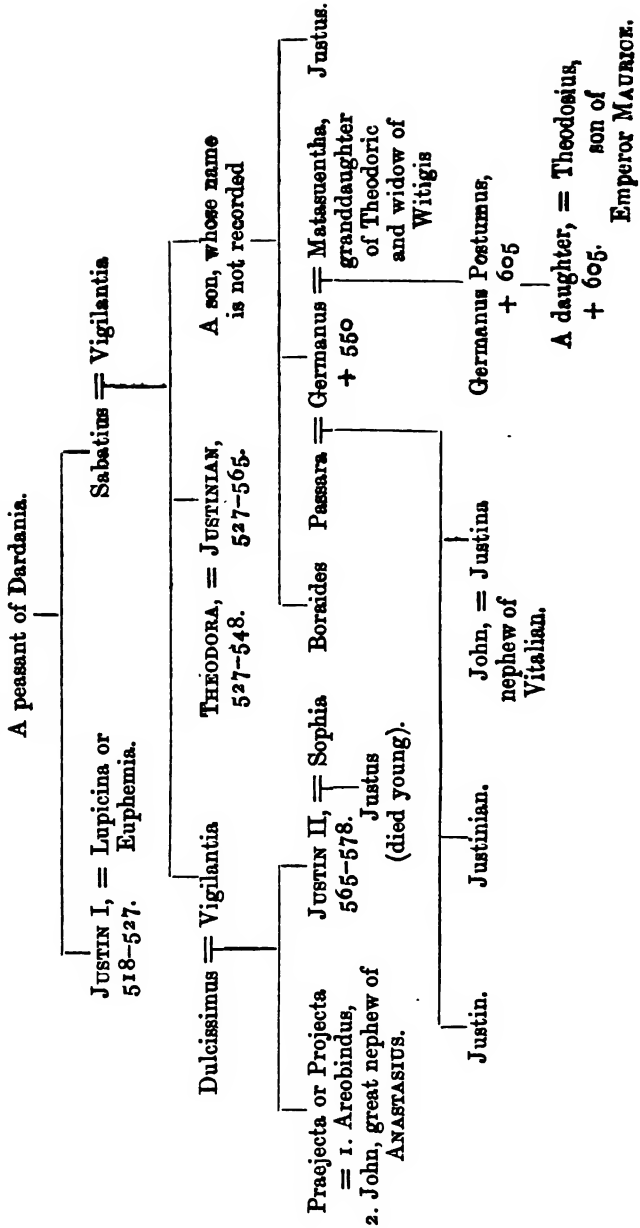 A peasant of Dardania.
JUSTIN I, = Lupicina or
518–527. Euphemia.
Sabatius = Vigilantia
Dulcissimus = Vigilantia
THEODORA, = JUSTINIAN,
527–548. 527–565.
A son, whose name
is not recorded
Praejecta or Projecta
= 1. Areobindus,
2. John, great nephew of
ANASTASIUS.
JUSTIN II, = Sophia
565–578.
Justus
(died young).
Boraides
Passara = Germanus = Matasuentha,
+ 550 granddaughter
of Theodoric
and widow of
Witigis
Justus.
Justin.
Justinian.
John, = Justina
nephew of
Vitalian.
Germanus Postumus,
+ 605
A daughter, = Theodosius,
+ 605. son of
Emperor MAURICE.